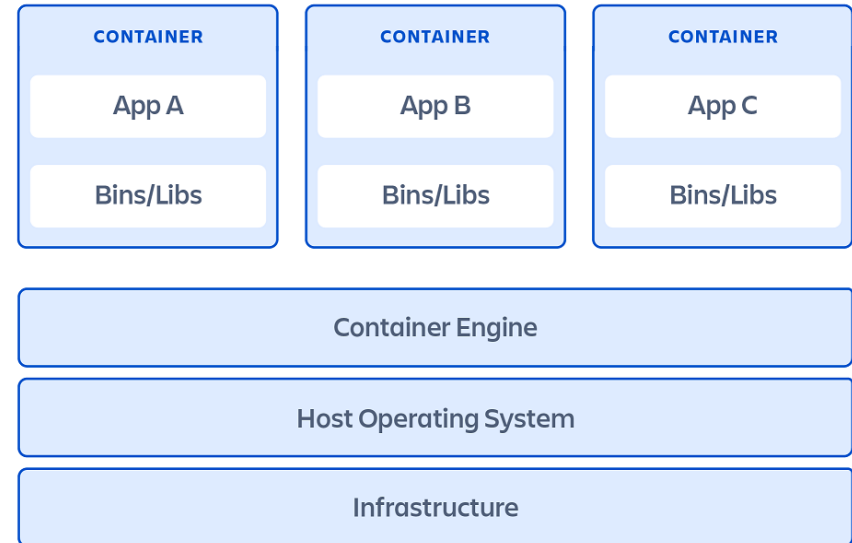 CONTAINER
CONTAINER
CONTAINER
App A
App B
App C
Bins/Libs
Bins/Libs
Bins/Libs
Container Engine
Host Operating System
Infrastructure